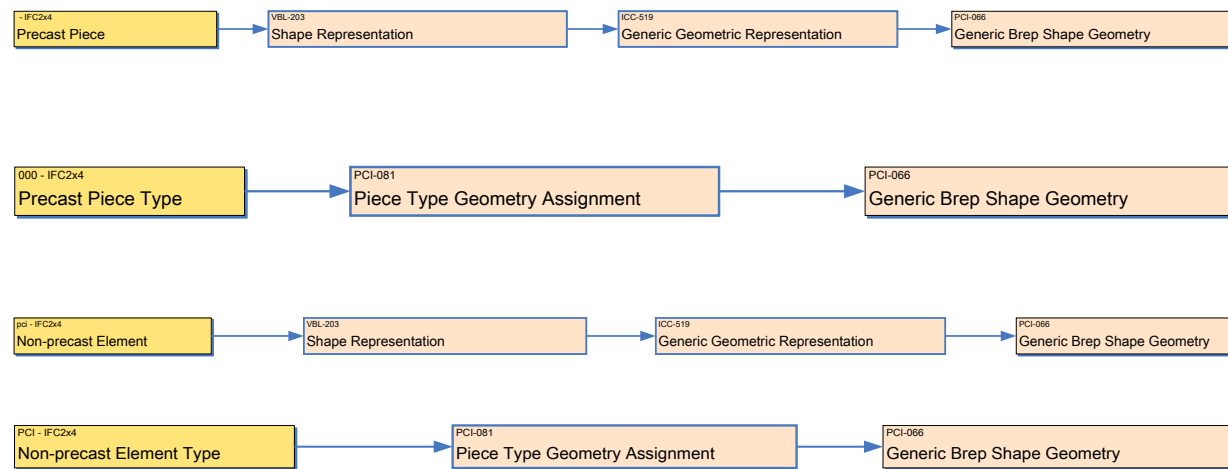 - IFC2x4
Precast Piece
VBL-203
Shape Representation
ICC-519
Generic Geometric Representation
PCI-066
Generic Brep Shape Geometry
000 - IFC2x4
Precast Piece Type
PCI-081
Piece Type Geometry Assignment
PCI-066
Generic Brep Shape Geometry
pci - IFC2x4
Non-precast Element
VBL-203
Shape Representation
ICC-519
Generic Geometric Representation
PCI-066
Generic Brep Shape Geometry
PCI - IFC2x4
Non-precast Element Type
PCI-081
Piece Type Geometry Assignment
PCI-066
Generic Brep Shape Geometry